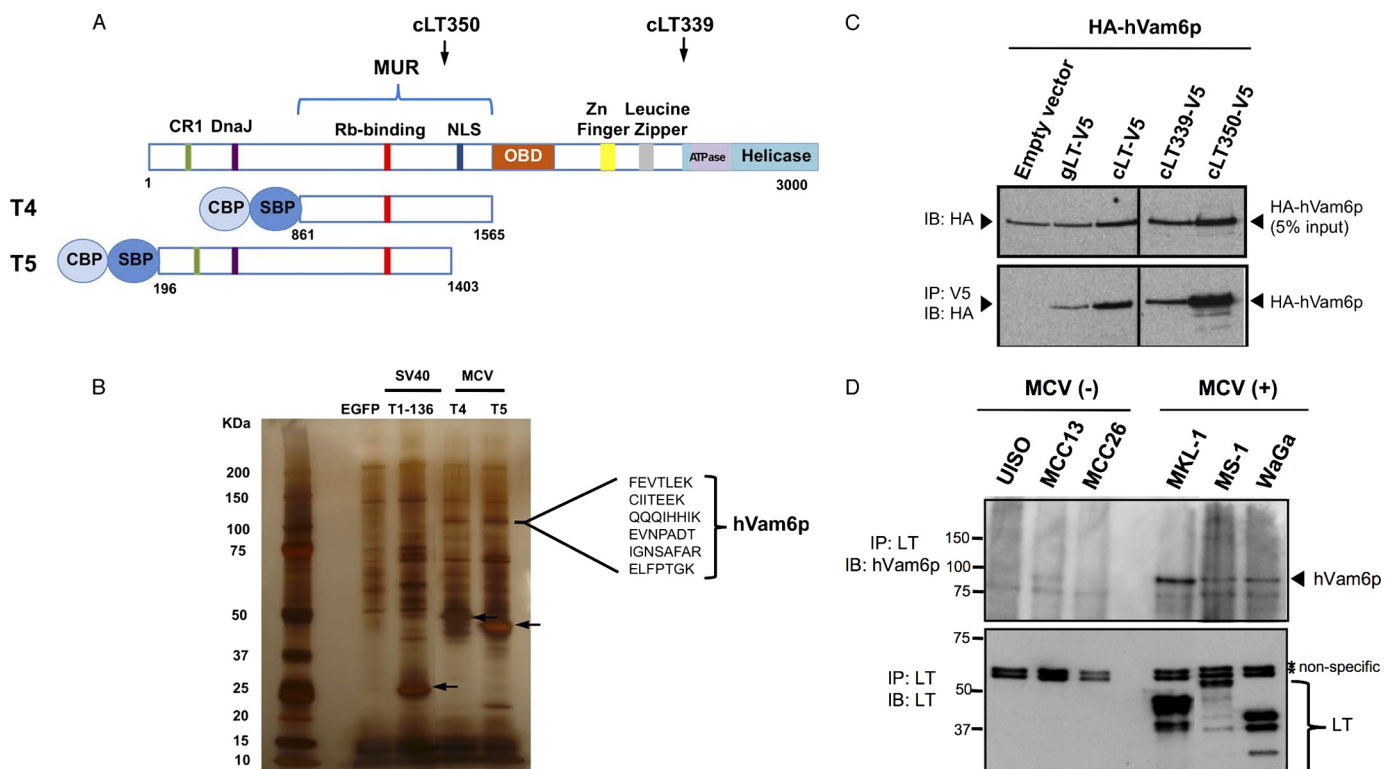 A
cLT350
cLT339
MUR
CR1
DnaJ
Rb-binding
NLS
Zn Finger
Leucine Zipper
OBD
ATPase
Helicase
1
3000
T4
CBP
SBP
861
1565
T5
CBP
SBP
196
1403
B
SV40
MCV
EGFP
T1-136
T4
T5
KDa
200
150
100
75
50
37
25
20
15
10
FEVTLEK
CIITEEK
QQQIHHIK
EVNPADT
IGNSAFAR
ELFPTGK
hVam6p
C
HA-hVam6p
Empty vector
gLT-V5
cLT-V5
cLT339-V5
cLT350-V5
IB: HA
HA-hVam6p
(5% input)
IP: V5
IB: HA
HA-hVam6p
D
MCV (-)
MCV (+)
UISO
MCC13
MCC26
MKL-1
MS-1
WaGa
IP: LT
IB: hVam6p
150
100
75
hVam6p
IP: LT
IB: LT
75
50
37
* non-specific
*
LT